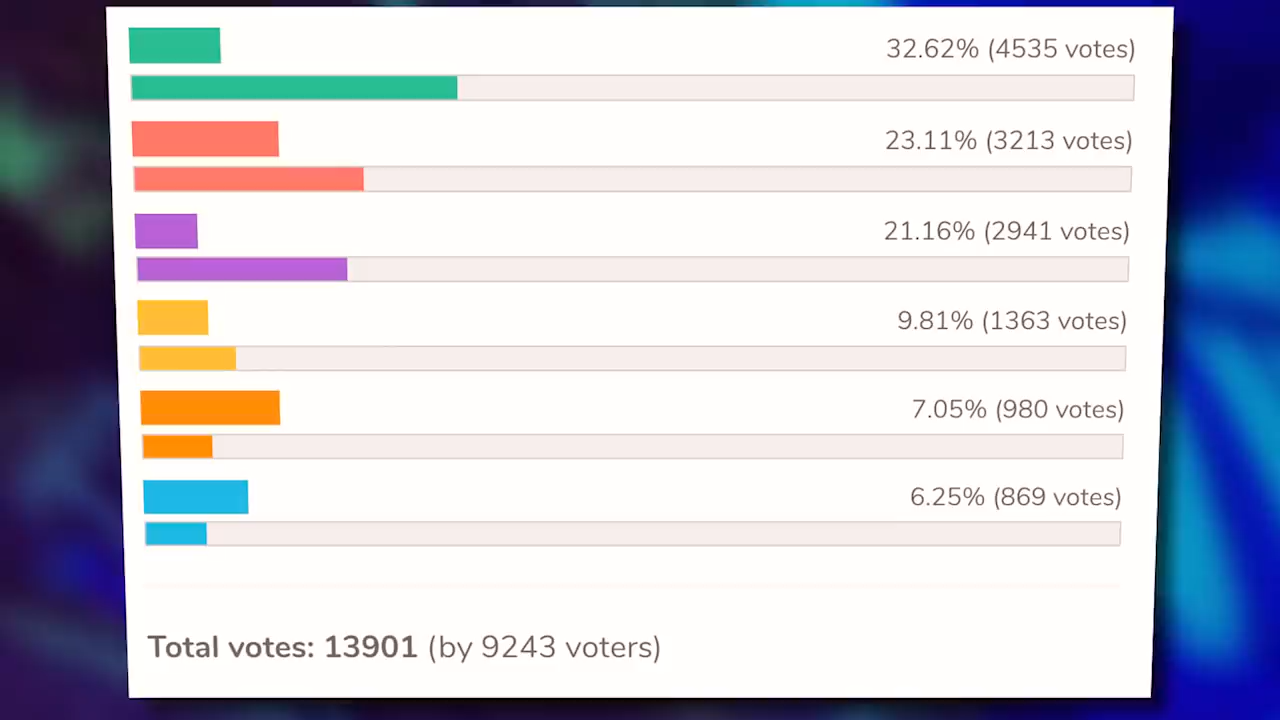 32.62% (4535 votes)
23.11% (3213 votes)
21.16% (2941 votes)
9.81% (1363 votes)
7.05% (980 votes)
6.25% (869 votes)
Total votes: 13901 (by 9243 voters)